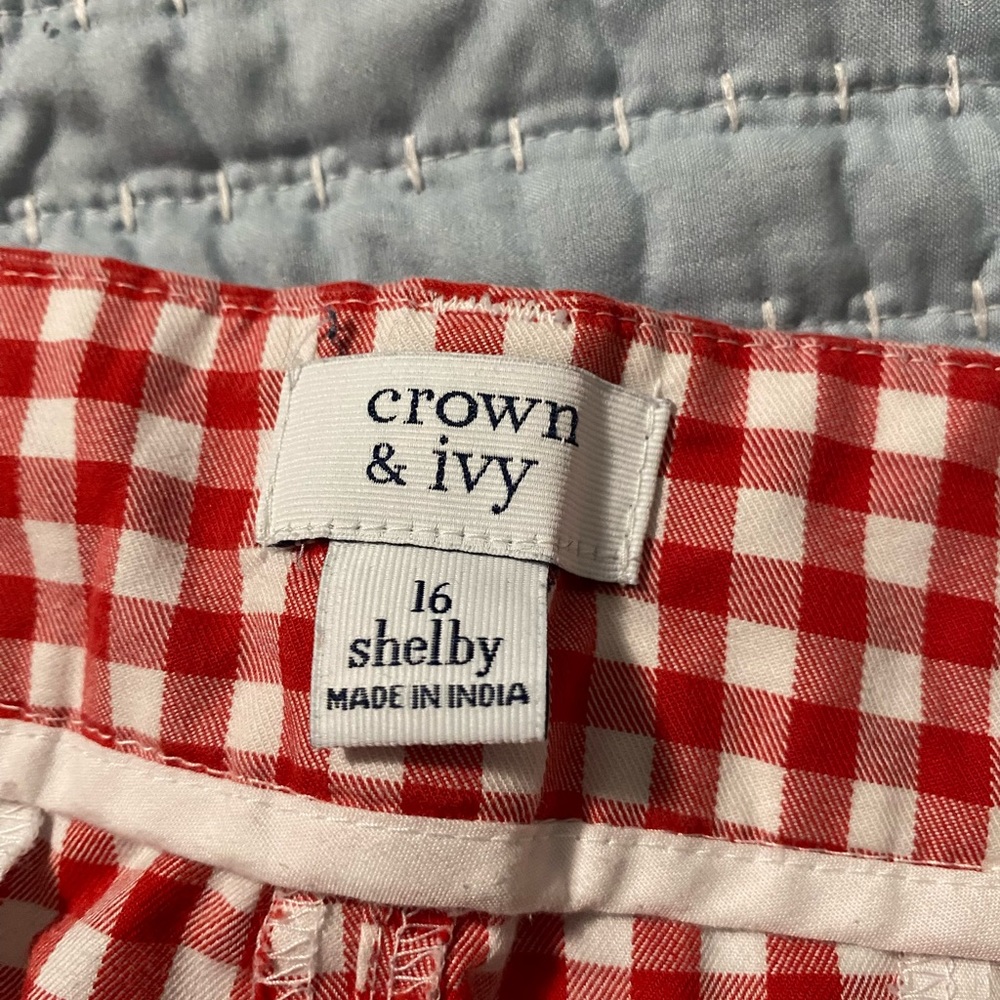 crown
& ivy
16
shelby
MADE IN INDIA